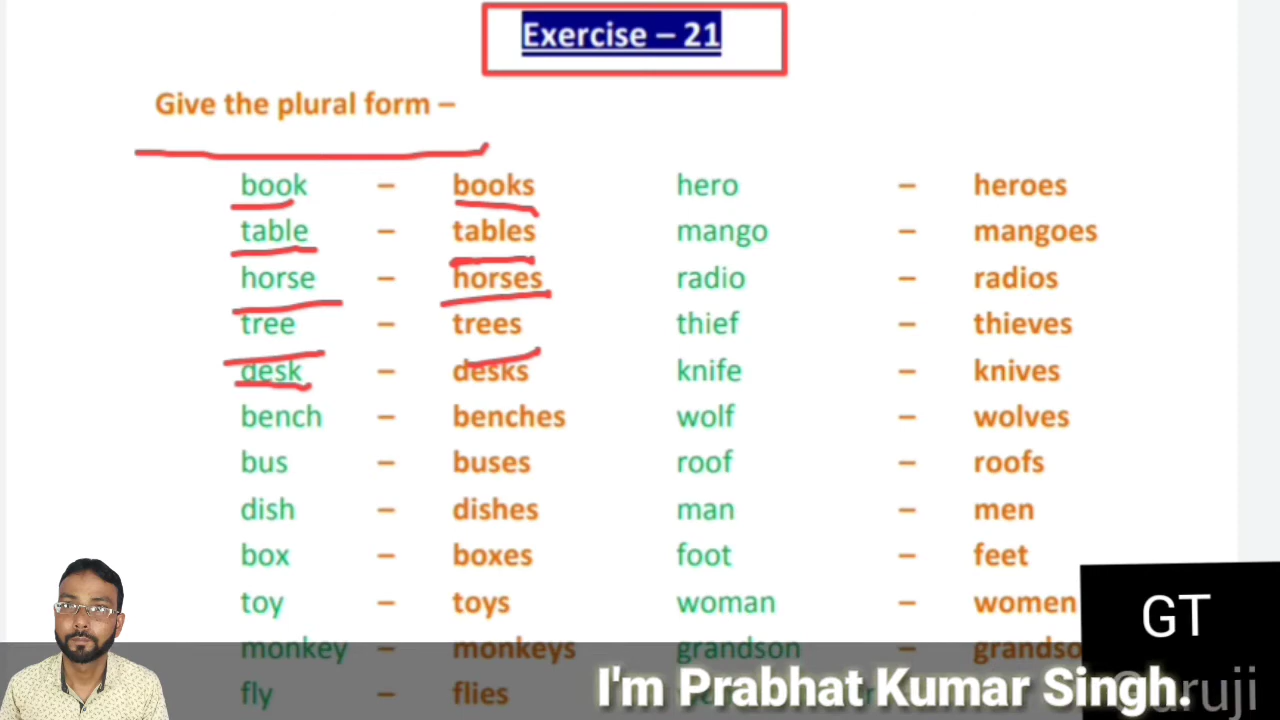 Exercise – 21
Give the plural form –
book – books hero – heroes
table – tables mango – mangoes
horse – horses radio – radios
tree – trees thief – thieves
desk – desks knife – knives
bench – benches wolf – wolves
bus – buses roof – roofs
dish – dishes man – men
box – boxes foot – feet
toy – toys woman – women
GT
monkey – monkeys grandson –
I'm Prabhat Kumar Singh.
fly – flies